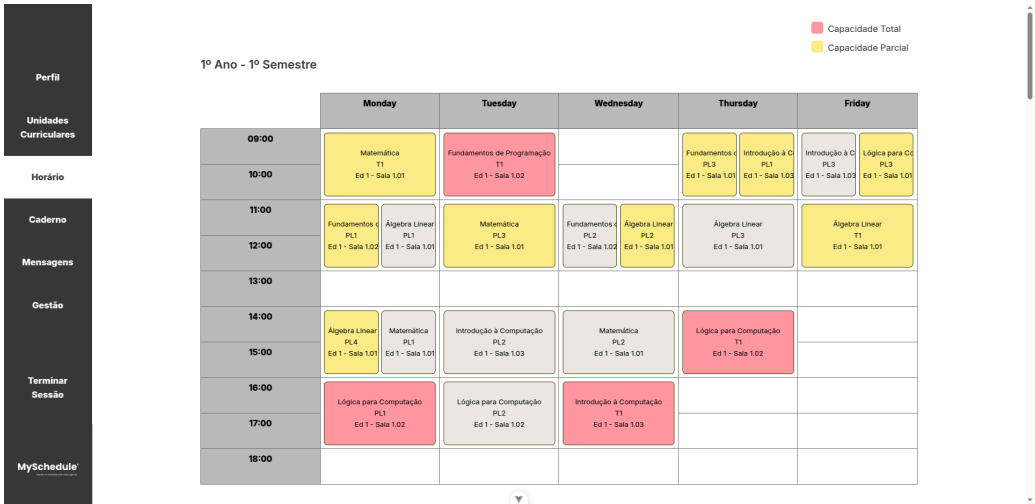 Capacidade Total
Capacidade Parcial
1º Ano - 1º Semestre
Perfil
Unidades
Curriculares
Horário
Caderno
Mensagens
Gestão
Terminar
Sessão
MySchedule
Monday Tuesday Wednesday Thursday Friday
09:00
10:00
Matemática
T1
Ed 1 - Sala 1.01
Fundamentos de Programação
T1
Ed 1 - Sala 1.02
Fundamentos
PL3
Ed 1 - Sala 1.01
Introdução à C
PL1
Ed 1 - Sala 1.03
Introdução à C
PL3
Ed 1 - Sala 1.03
Lógica para Co
PL3
Ed 1 - Sala 1.01
11:00
12:00
Fundamentos
PL1
Ed 1 - Sala 1.02
Álgebra Linear
PL1
Ed 1 - Sala 1.01
Matemática
PL3
Ed 1 - Sala 1.01
Fundamentos
PL2
Ed 1 - Sala 1.02
Álgebra Linear
PL2
Ed 1 - Sala 1.01
Álgebra Linear
PL3
Ed 1 - Sala 1.01
Álgebra Linear
T1
Ed 1 - Sala 1.01
13:00
14:00
15:00
Álgebra Linear
PL4
Ed 1 - Sala 1.01
Matemática
PL1
Ed 1 - Sala 1.01
Introdução à Computação
PL2
Ed 1 - Sala 1.03
Matemática
PL2
Ed 1 - Sala 1.01
Lógica para Computação
T1
Ed 1 - Sala 1.02
16:00
17:00
Lógica para Computação
PL1
Ed 1 - Sala 1.02
Lógica para Computação
PL2
Ed 1 - Sala 1.02
Introdução à Computação
T1
Ed 1 - Sala 1.03
18:00